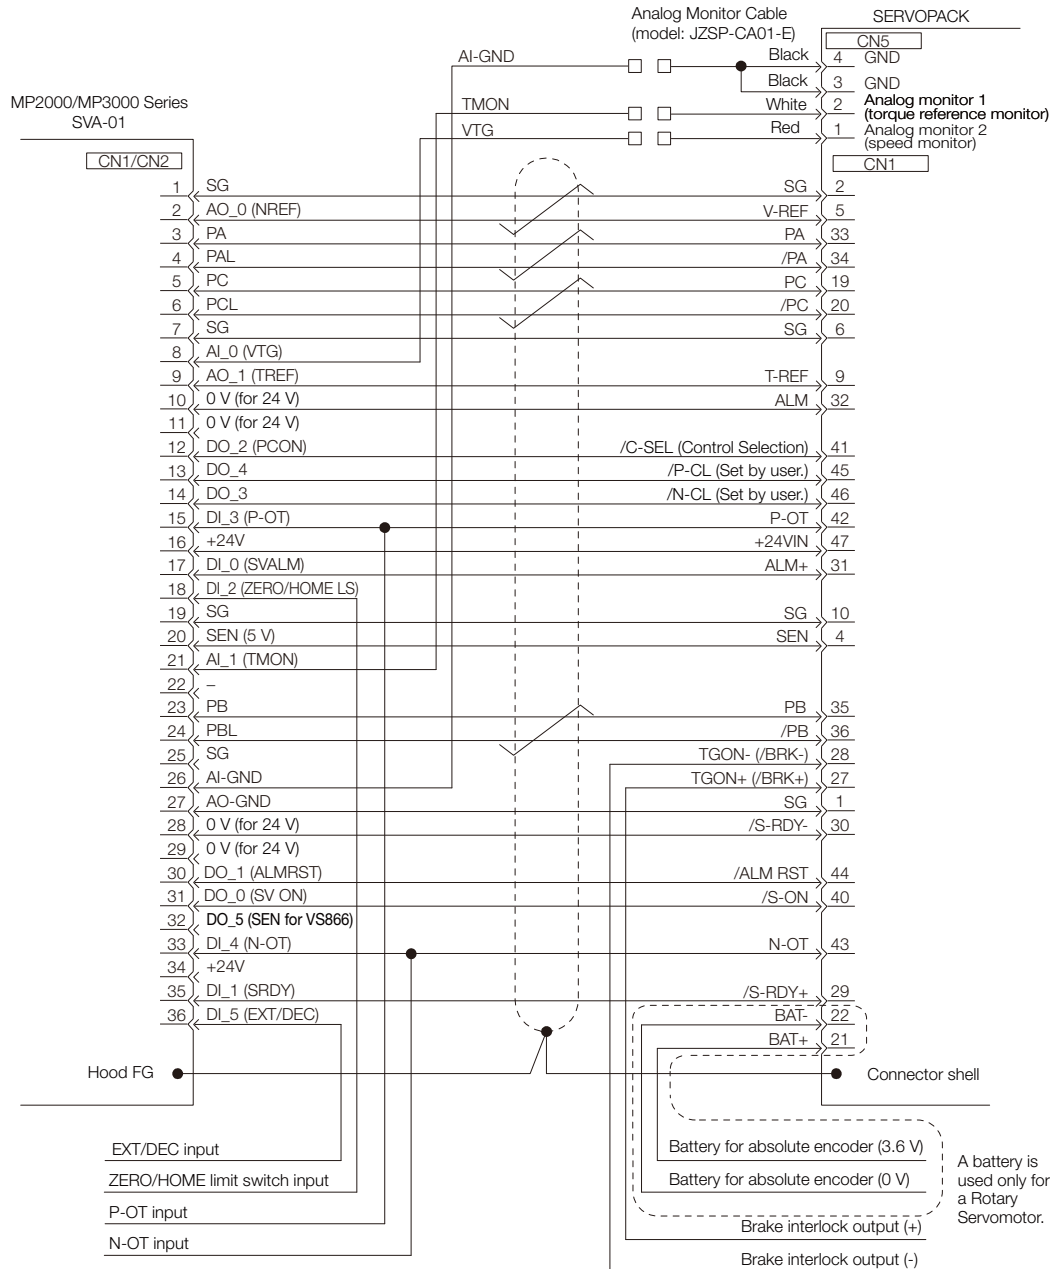 Analog Monitor Cable
(model: JZSP-CA01-E)
SERVOPACK
CN5
AI-GND Black 4 GND
Black 3 GND
MP2000/MP3000 Series
SVA-01
TMON White 2 Analog monitor 1
(torque reference monitor)
VTG Red 1 Analog monitor 2
(speed monitor)
CN1/CN2 CN1
1 SG SG 2
2 AO_0 (NREF) V-REF 5
3 PA PA 33
4 PAL /PA 34
5 PC PC 19
6 PCL /PC 20
7 SG SG 6
8 AI_0 (VTG)
9 AO_1 (TREF) T-REF 9
10 0 V (for 24 V) ALM 32
11 0 V (for 24 V)
12 DO_2 (PCON) /C-SEL (Control Selection) 41
13 DO_4 /P-CL (Set by user.) 45
14 DO_3 /N-CL (Set by user.) 46
15 DI_3 (P-OT) P-OT 42
16 +24V +24VIN 47
17 DI_0 (SVALM) ALM+ 31
18 DI_2 (ZERO/HOME LS)
19 SG SG 10
20 SEN (5 V) SEN 4
21 AI_1 (TMON)
22 –
23 PB PB 35
24 PBL /PB 36
25 SG TGON- (/BRK-) 28
26 AI-GND TGON+ (/BRK+) 27
27 AO-GND SG 1
28 0 V (for 24 V) /S-RDY- 30
29 0 V (for 24 V)
30 DO_1 (ALMRST) /ALM RST 44
31 DO_0 (SV ON) /S-ON 40
32 DO_5 (SEN for VS866)
33 DI_4 (N-OT) N-OT 43
34 +24V
35 DI_1 (SRDY) /S-RDY+ 29
36 DI_5 (EXT/DEC) BAT- 22
BAT+ 21
Hood FG Connector shell
EXT/DEC input
Battery for absolute encoder (3.6 V)
ZERO/HOME limit switch input
Battery for absolute encoder (0 V)
A battery is
used only for
a Rotary
Servomotor.
P-OT input
Brake interlock output (+)
N-OT input
Brake interlock output (-)